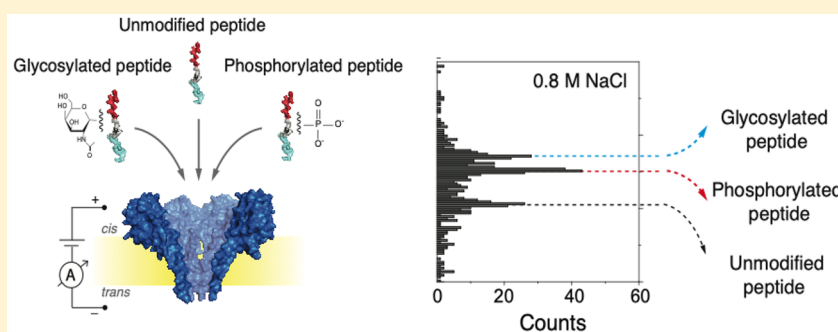 Unmodified peptide
Glycosylated peptide
Phosphorylated peptide
HO
HO
OH
HN
O
O
O
P
O-
O-
+
cis
A
trans
–
0.8 M NaCl
0 20 40 60
Counts
Glycosylated
peptide
Phosphorylated
peptide
Unmodified
peptide